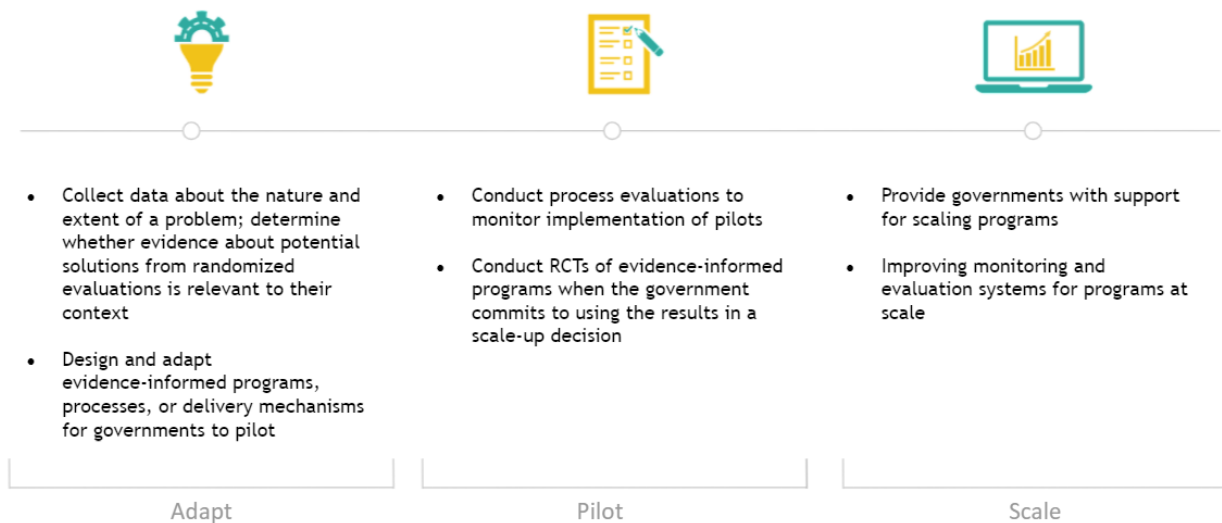 • Collect data about the nature and
extent of a problem; determine
whether evidence about potential
solutions from randomized
evaluations is relevant to their
context
• Design and adapt
evidence-informed programs,
processes, or delivery mechanisms
for governments to pilot
Adapt
• Conduct process evaluations to
monitor implementation of pilots
• Conduct RCTs of evidence-informed
programs when the government
commits to using the results in a
scale-up decision
Pilot
• Provide governments with support
for scaling programs
• Improving monitoring and
evaluation systems for programs at
scale
Scale